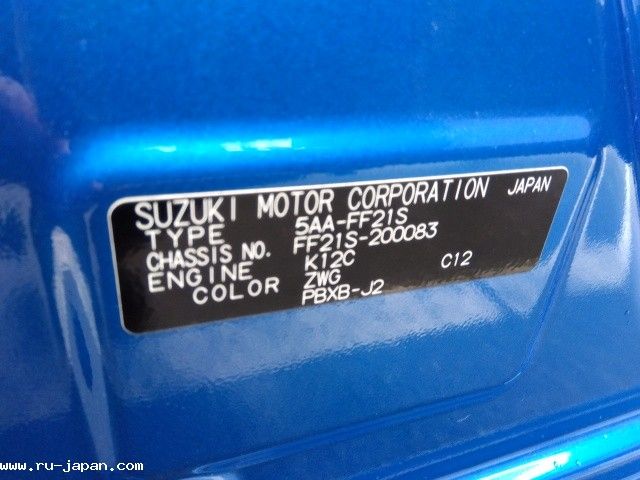 SUZUKI MOTOR CORPORATION JAPAN
TYPE 5AA-FF21S
CHASSIS NO. FF21S-200083
ENGINE K12C C12
COLOR ZWG
PBXB-J2
www.ru-japan.com